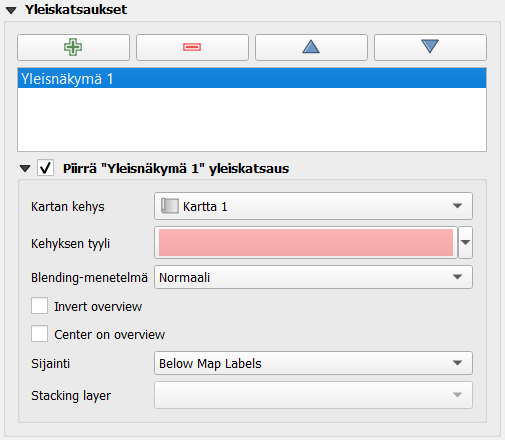 Yleiskatsaukset
Yleisnäkymä 1
Piirrä "Yleisnäkymä 1" yleiskatsaus
Kartan kehys Kartta 1
Kehyksen tyyli
Blending-menetelmä Normaali
Invert overview
Center on overview
Sijainti Below Map Labels
Stacking layer